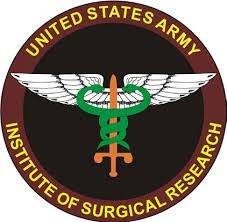 UNITED STATES ARMY
INSTITUTE OF SURGICAL RESEARCH